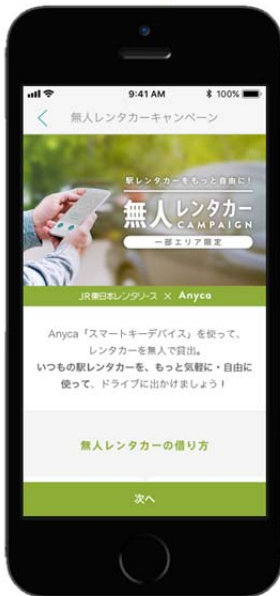 9:41 AM
100%
無人レンタカーキャンペーン
駅レンタカーをもっと自由に!
無人レンタカー
CAMPAIGN
一部エリア限定
JR東日本レンタリース × Anyca
Anyca「スマートキーデバイス」を使って、
レンタカーを無人で貸出。
いつもの駅レンタカーを、もっと気軽に・自由に
使って、ドライブに出かけましょう!
無人レンタカーの借り方
次へ